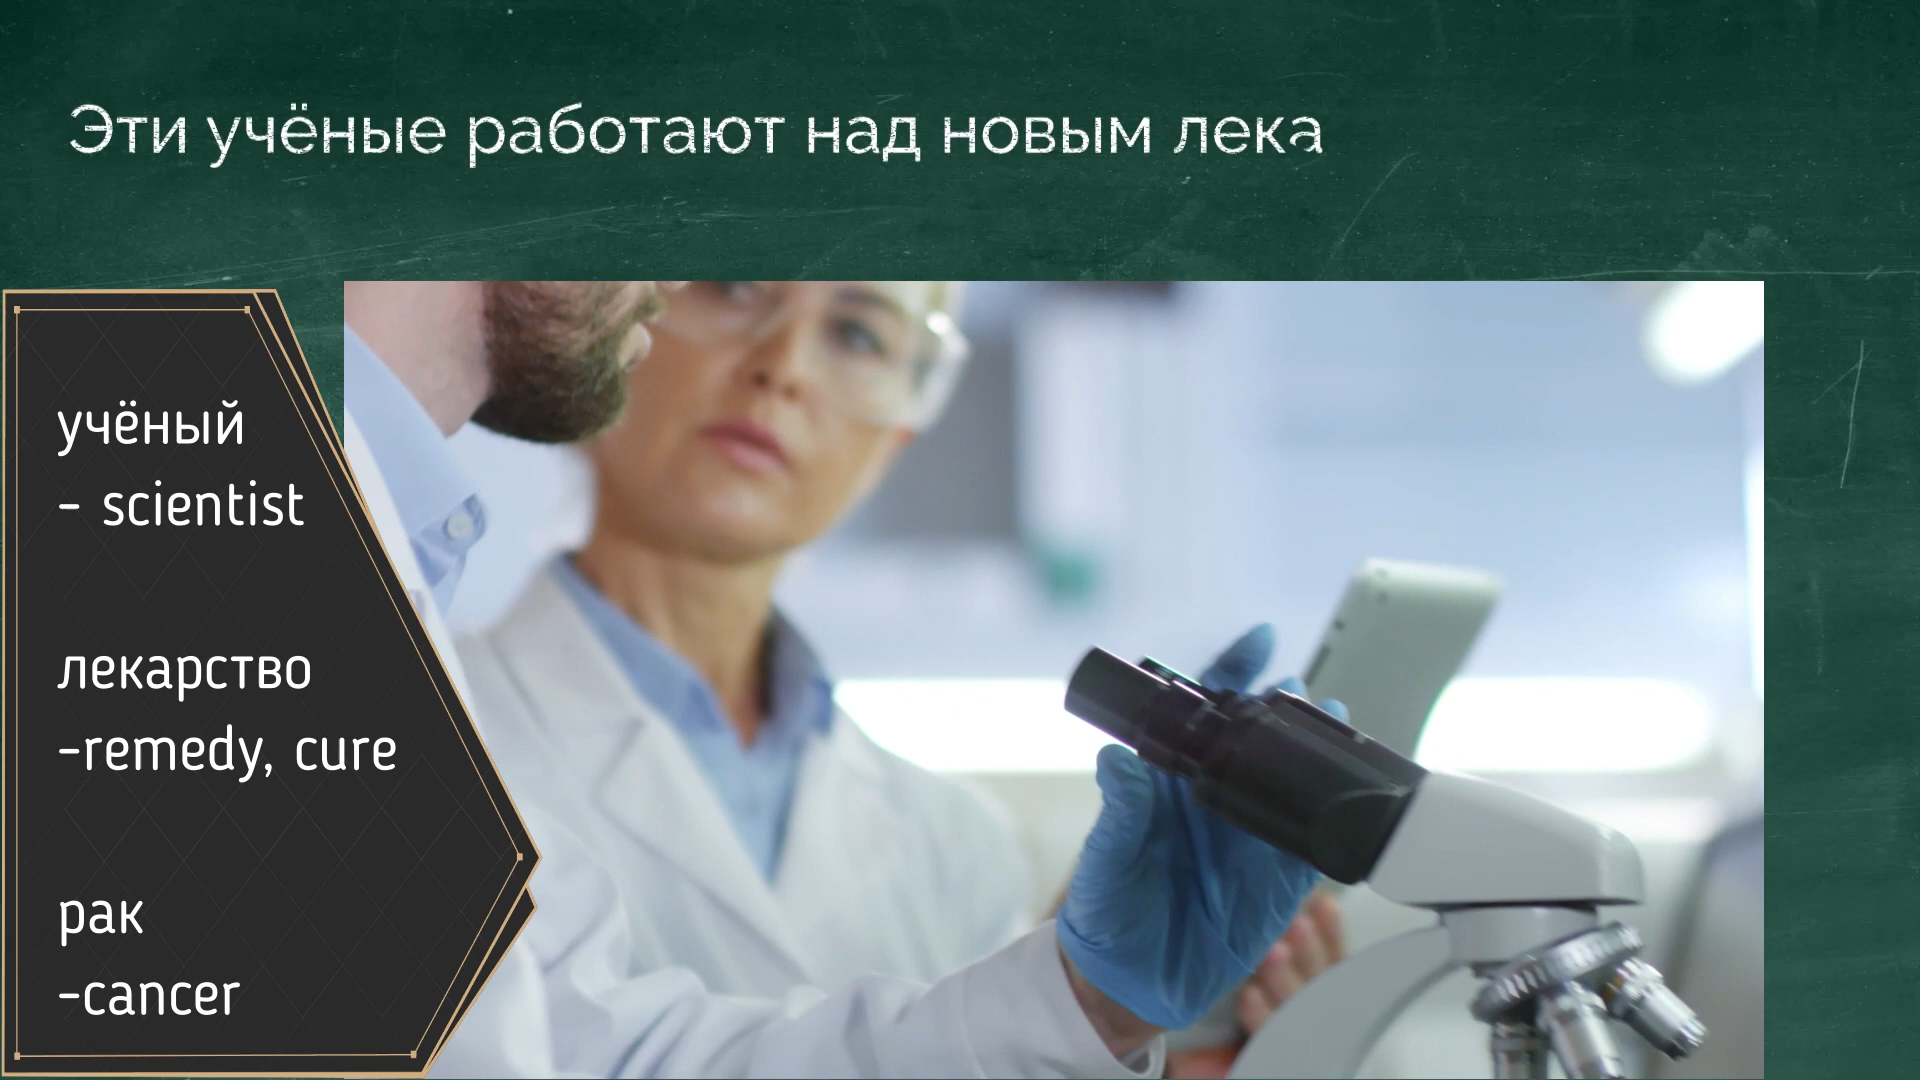 Эти учёные работают над новым лека
учёный
- scientist
лекарство
-remedy, cure
рак
-cancer